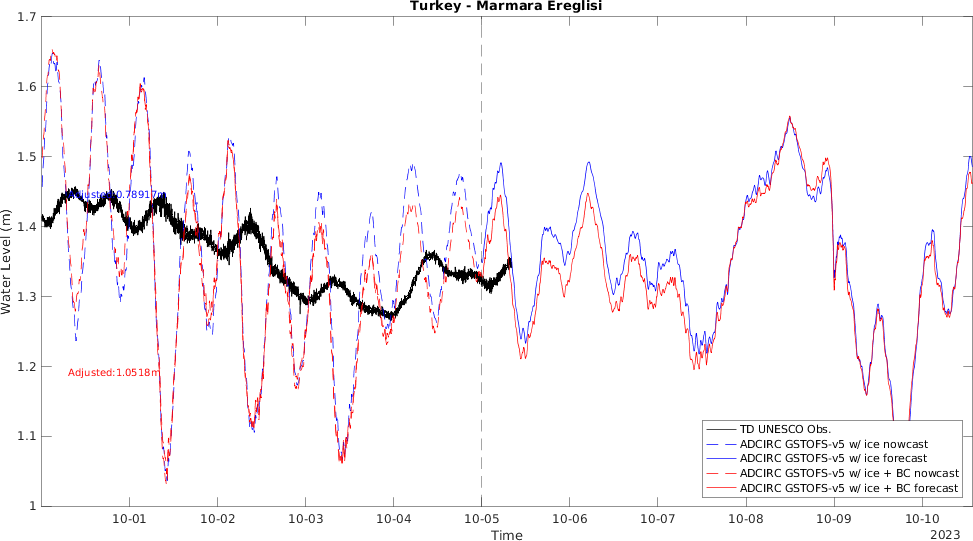 Turkey - Marmara Ereglisi
Water Level (m)
1.7
1.6
1.5
1.4
1.3
1.2
1.1
1
Adjusted:0.78917m
Adjusted:1.0518m
TD UNESCO Obs.
ADCIRC GSTOFS-v5 w/ ice nowcast
ADCIRC GSTOFS-v5 w/ ice forecast
ADCIRC GSTOFS-v5 w/ ice + BC nowcast
ADCIRC GSTOFS-v5 w/ ice + BC forecast
10-01 10-02 10-03 10-04 10-05 10-06 10-07 10-08 10-09 10-10
2023
Time